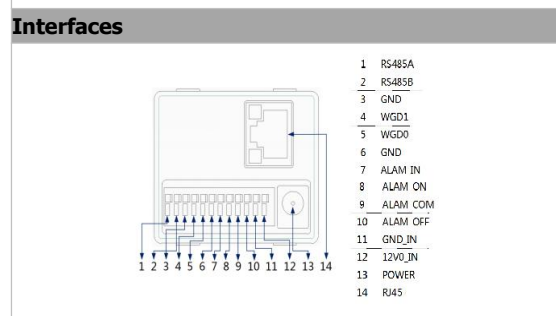 Interfaces
1 RS485A
2 RS485B
3 GND
4 WGD1
5 WGD0
6 GND
7 ALAM IN
8 ALAM ON
9 ALAM COM
10 ALAM OFF
11 GND_IN
12 12V0_IN
13 POWER
14 RJ45
1 2 3 4 5 6 7 8 9 10 11 12 13 14